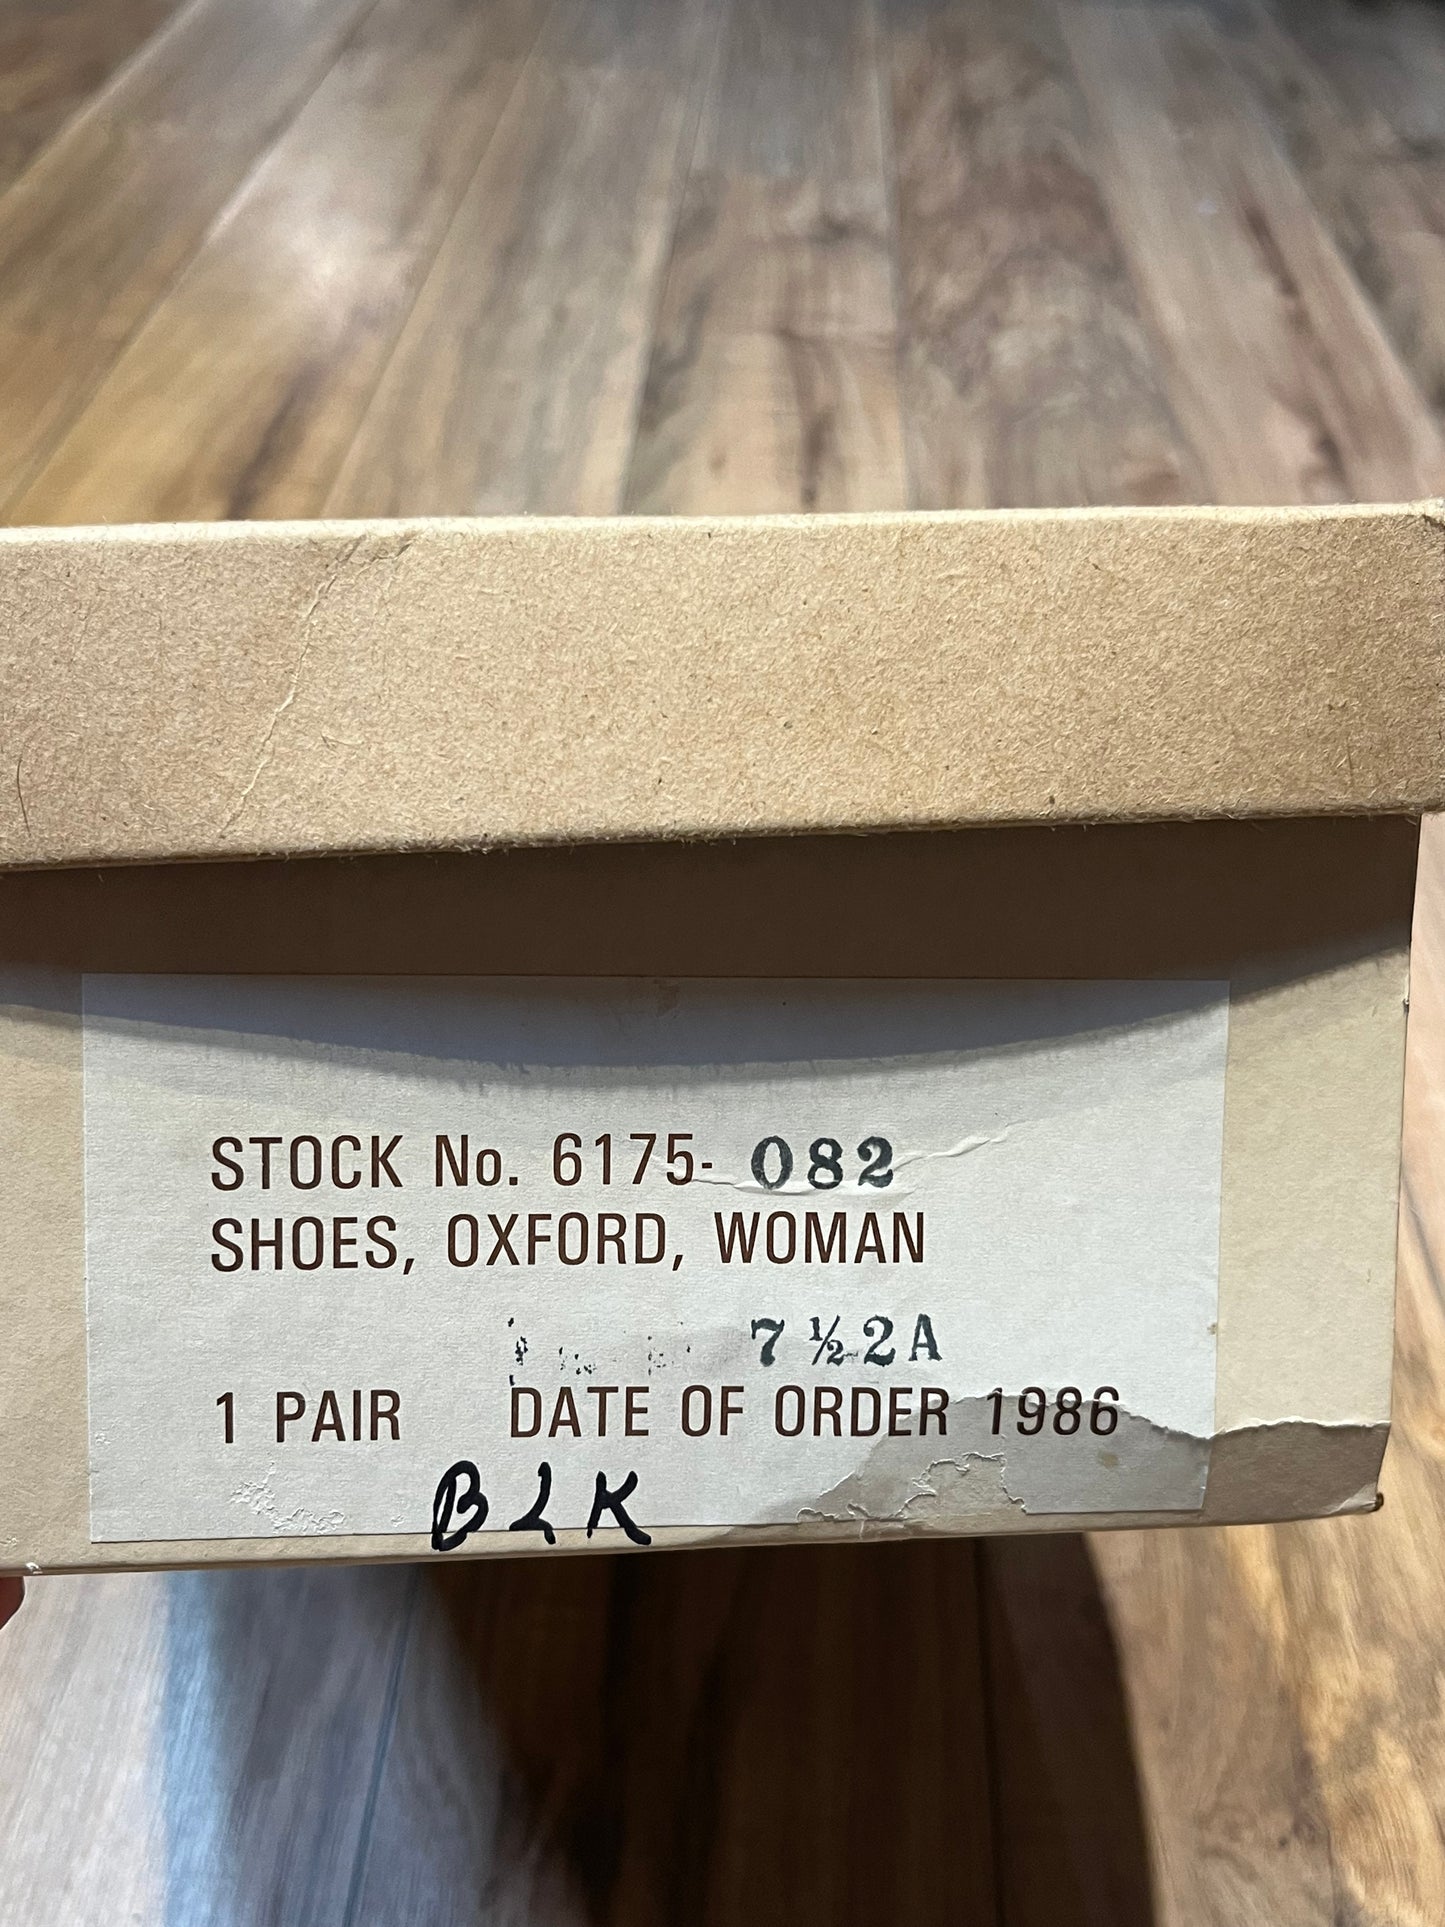 STOCK No. 6175- 082
SHOES, OXFORD, WOMAN
7 ½ 2A
1 PAIR DATE OF ORDER 1986
BLK